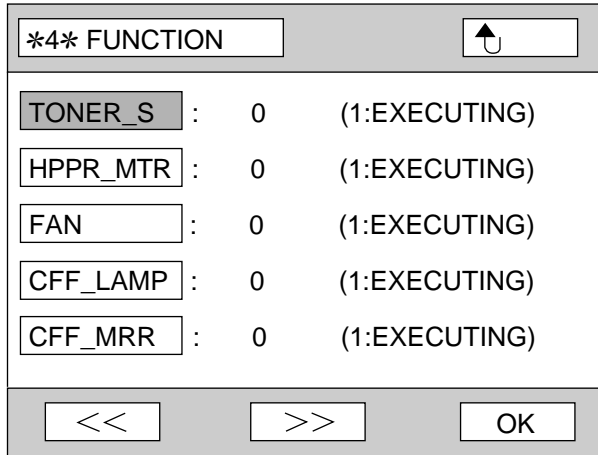 *4* FUNCTION
TONER_S : 0 (1:EXECUTING)
HPPR_MTR : 0 (1:EXECUTING)
FAN : 0 (1:EXECUTING)
CFF_LAMP : 0 (1:EXECUTING)
CFF_MRR : 0 (1:EXECUTING)
<< >> OK